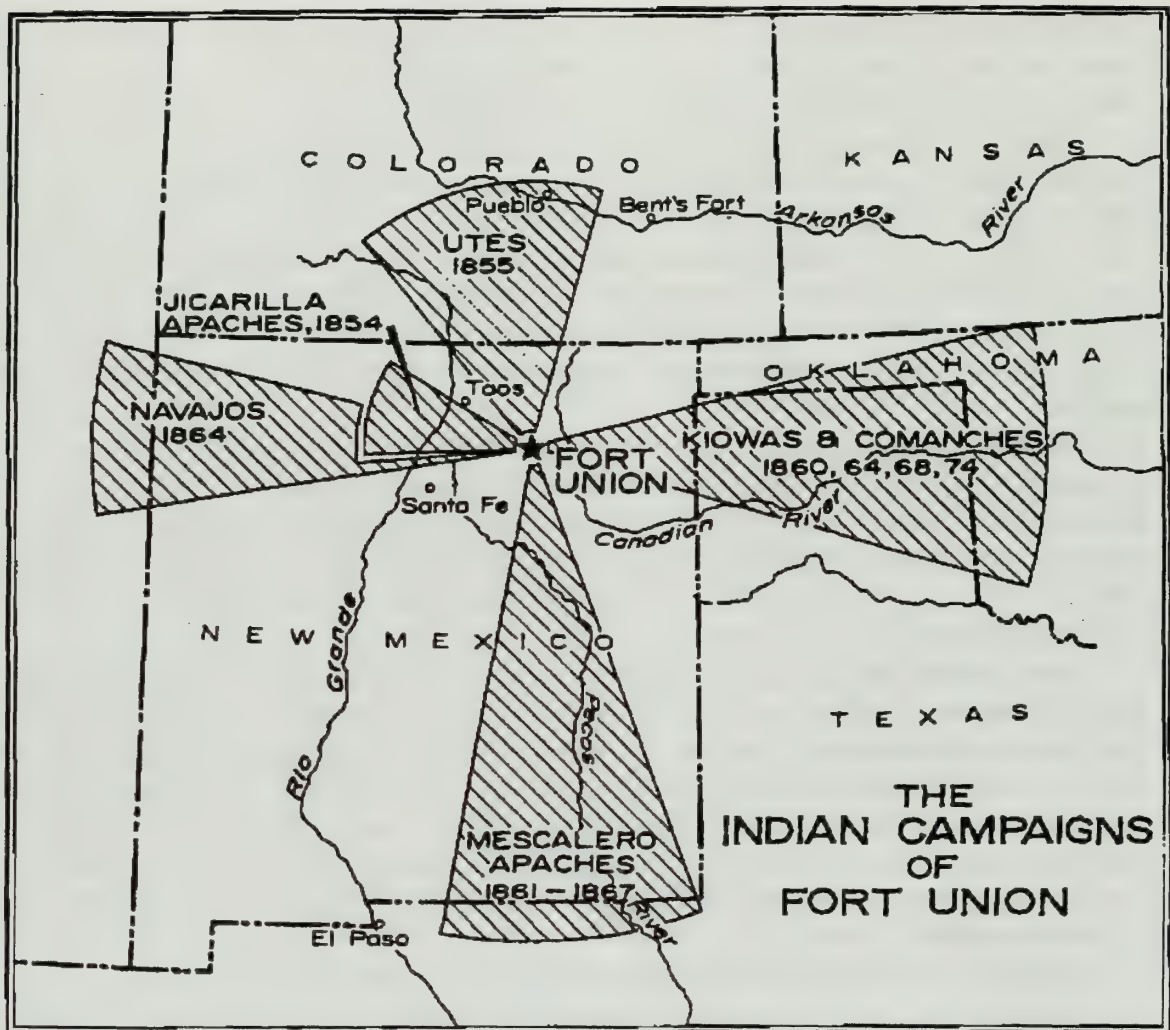 COLORADO
KANSAS
Pueblo
Bent's Fort
Arkansas
River
UTES
1855
JICARILLA
APACHES, 1854
OKLAHOMA
Taos
NAVAJOS
1864
KIOWAS & COMANCHES
1860, 64, 68, 74
FORT
UNION
Santa Fe
Canadian
River
NEW MEXICO
Rio
Grande
Pecos
River
TEXAS
MESCALERO
APACHES
1861-1867
El Paso
THE
INDIAN CAMPAIGNS
OF
FORT UNION